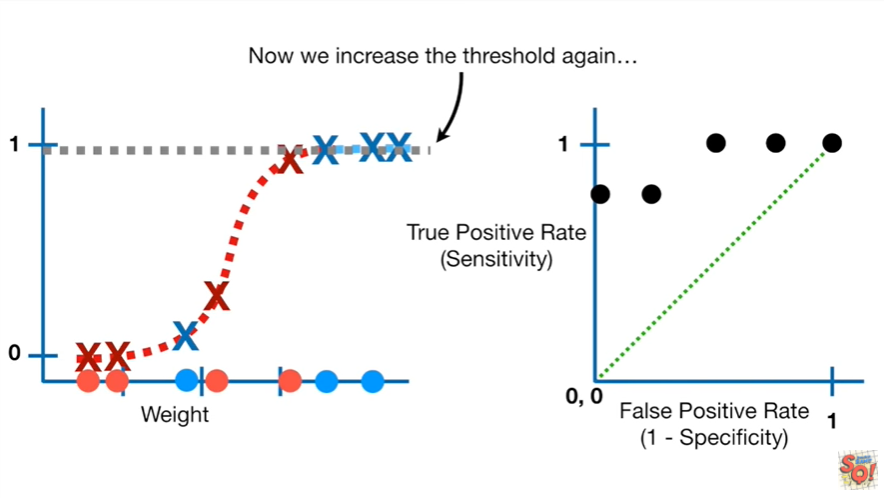 Now we increase the threshold again…
1
0
Weight
1
True Positive Rate
(Sensitivity)
0, 0
False Positive Rate
(1 - Specificity)
1
SQ!